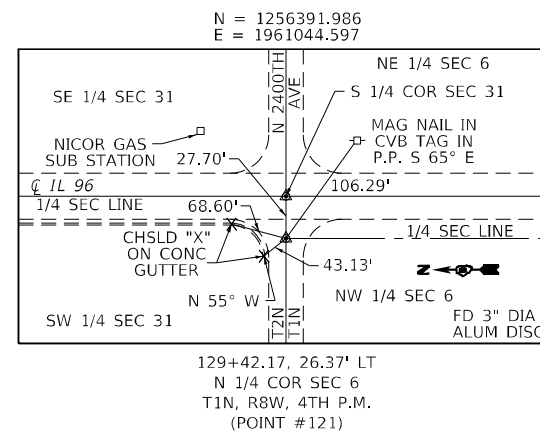 N = 1256391.986
E = 1961044.597
NE 1/4 SEC 6
SE 1/4 SEC 31
N 2400TH
AVE
S 1/4 COR SEC 31
MAG NAIL IN
CVB TAG IN
P.P. S 65° E
NICOR GAS
SUB STATION
27.70'
℄ IL 96
106.29'
1/4 SEC LINE
68.60'
1/4 SEC LINE
CHSLD "X"
ON CONC
GUTTER
43.13'
N
N 55° W
NW 1/4 SEC 6
SW 1/4 SEC 31
T2N
T1N
FD 3" DIA
ALUM DISC
129+42.17, 26.37' LT
N 1/4 COR SEC 6
T1N, R8W, 4TH P.M.
(POINT #121)